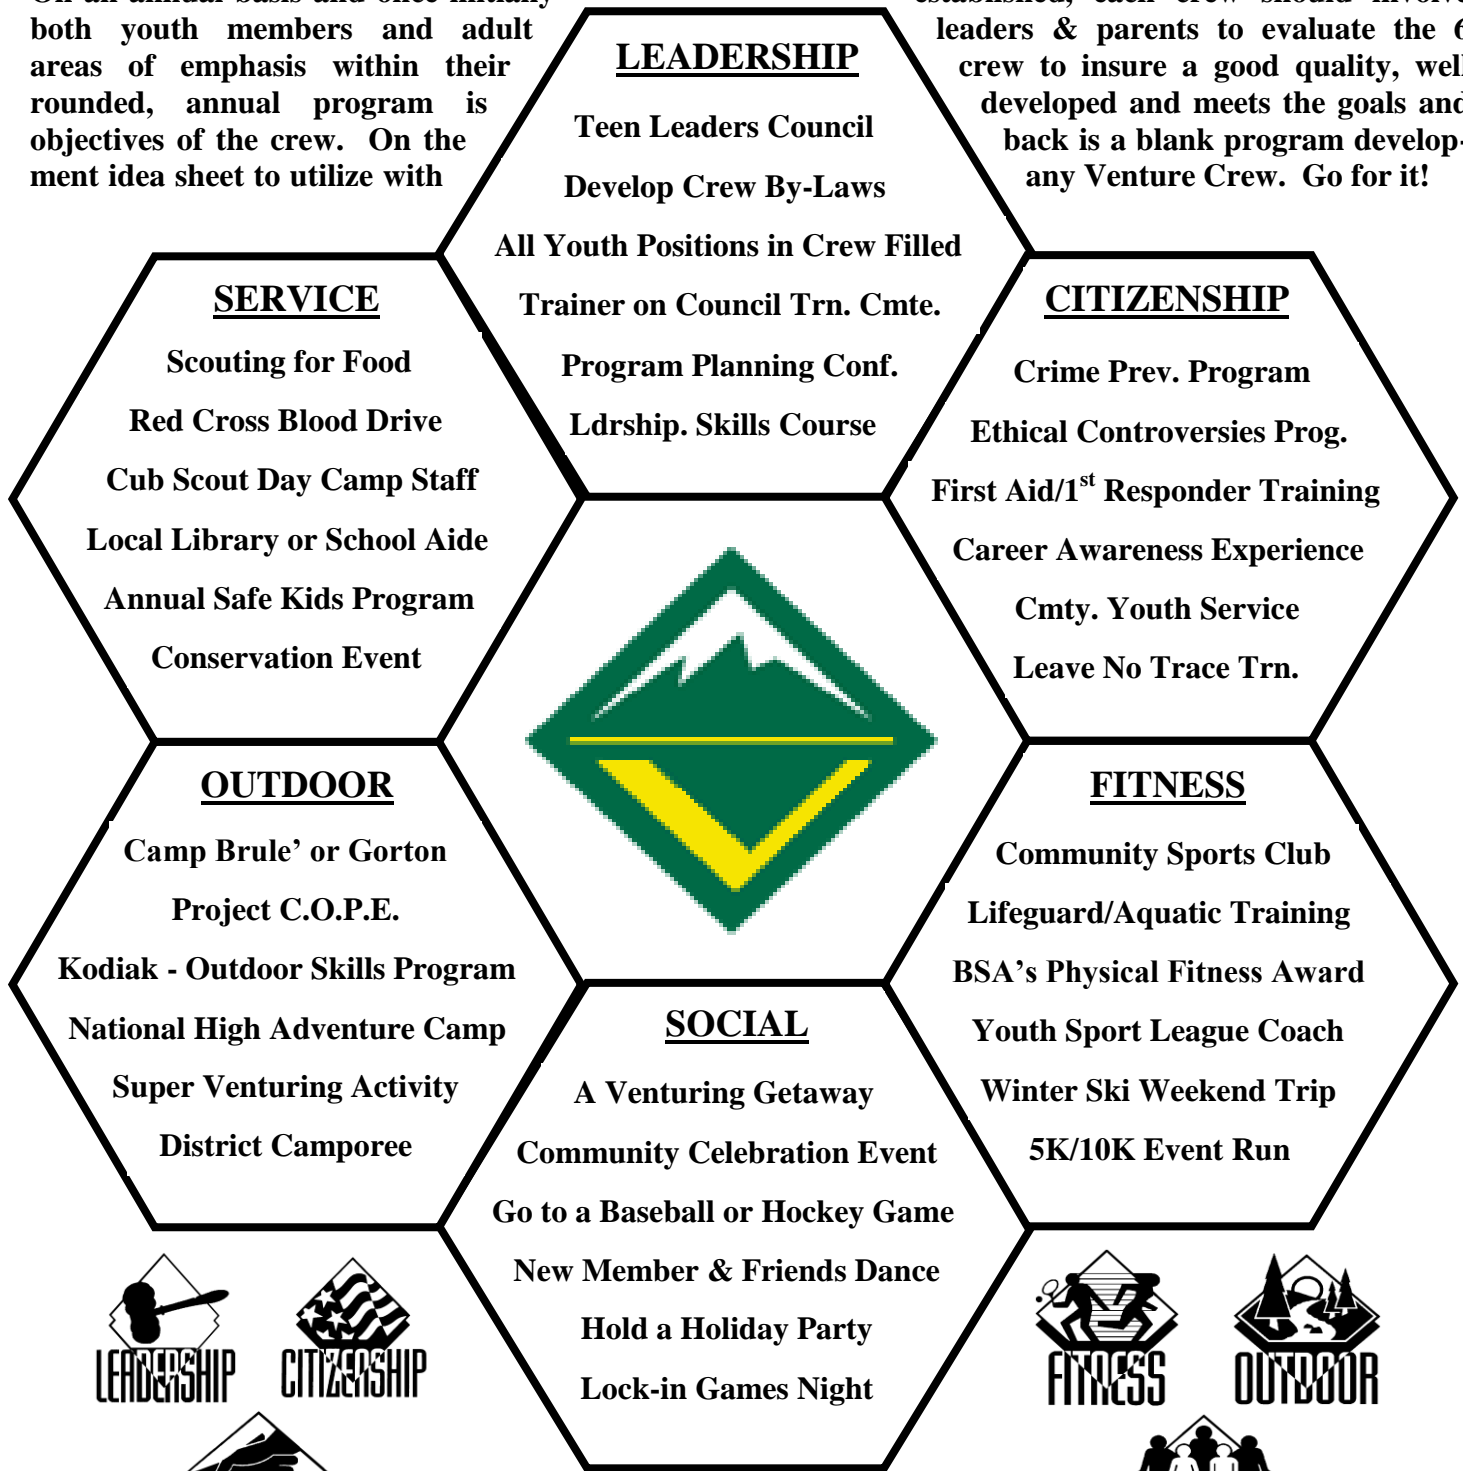 both youth members and adult leaders & parents to evaluate the 6
areas of emphasis within their crew to insure a good quality, well
rounded, annual program is developed and meets the goals and
objectives of the crew. On the back is a blank program develop-
ment idea sheet to utilize with any Venture Crew. Go for it!
LEADERSHIP
Teen Leaders Council
Develop Crew By-Laws
All Youth Positions in Crew Filled
Trainer on Council Trn. Cmte.
Program Planning Conf.
Ldrship. Skills Course
SERVICE
Scouting for Food
Red Cross Blood Drive
Cub Scout Day Camp Staff
Local Library or School Aide
Annual Safe Kids Program
Conservation Event
CITIZENSHIP
Crime Prev. Program
Ethical Controversies Prog.
First Aid/1st Responder Training
Career Awareness Experience
Cmty. Youth Service
Leave No Trace Trn.
OUTDOOR
Camp Brule’ or Gorton
Project C.O.P.E.
Kodiak - Outdoor Skills Program
National High Adventure Camp
Super Venturing Activity
District Camporee
FITNESS
Community Sports Club
Lifeguard/Aquatic Training
BSA’s Physical Fitness Award
Youth Sport League Coach
Winter Ski Weekend Trip
5K/10K Event Run
SOCIAL
A Venturing Getaway
Community Celebration Event
Go to a Baseball or Hockey Game
New Member & Friends Dance
Hold a Holiday Party
Lock-in Games Night
LEADERSHIP
CITIZENSHIP
FITNESS
OUTDOOR